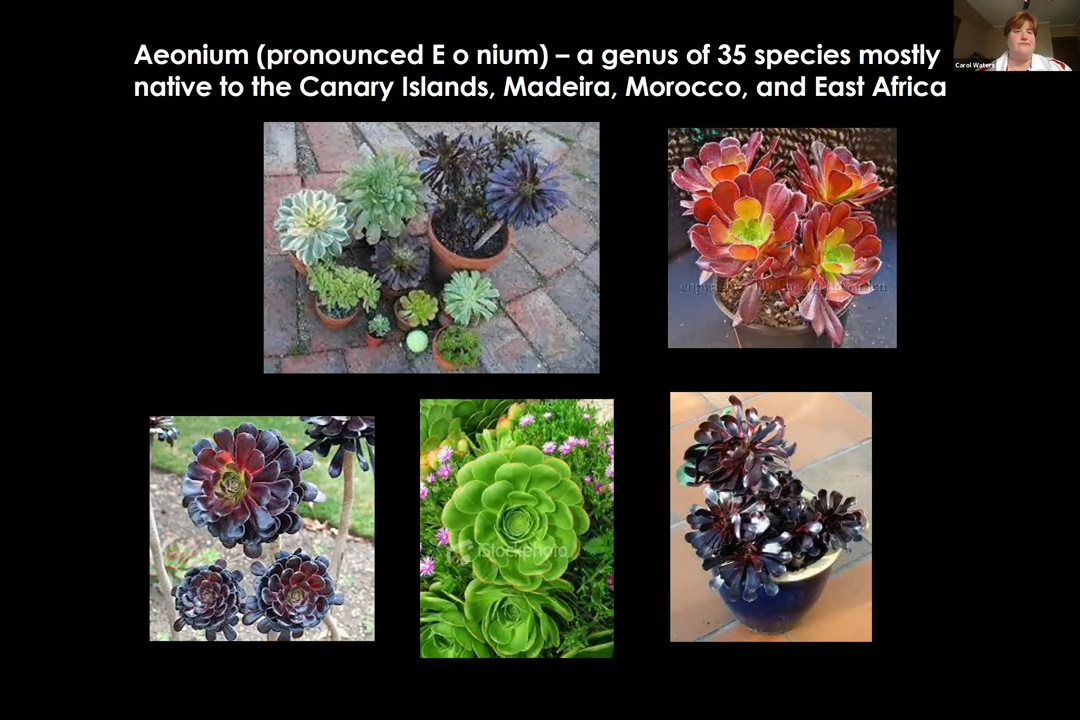 Aeonium (pronounced E o nium) – a genus of 35 species mostly
native to the Canary Islands, Madeira, Morocco, and East Africa
Carol Waters
iStockphoto